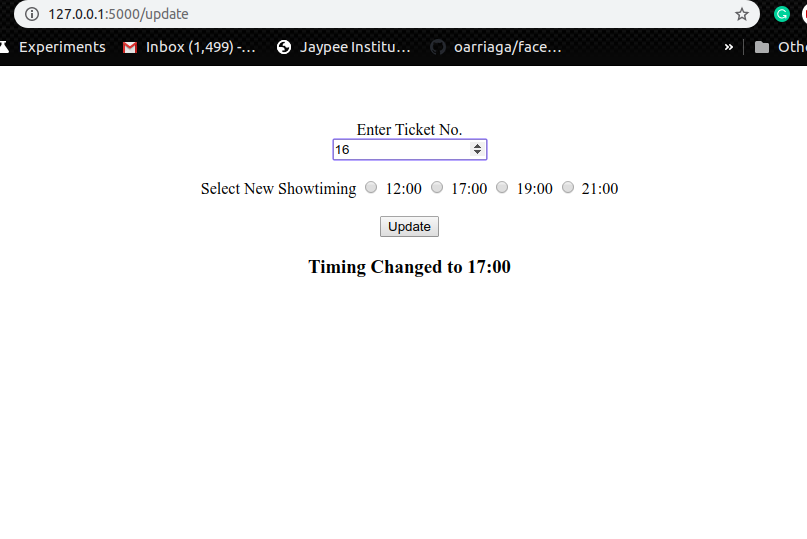 127.0.0.1:5000/update
Experiments Inbox (1,499) -... Jaypee Institu... oarriaga/face... »
Enter Ticket No.
16
Select New Showtiming 12:00 17:00 19:00 21:00
Update
Timing Changed to 17:00